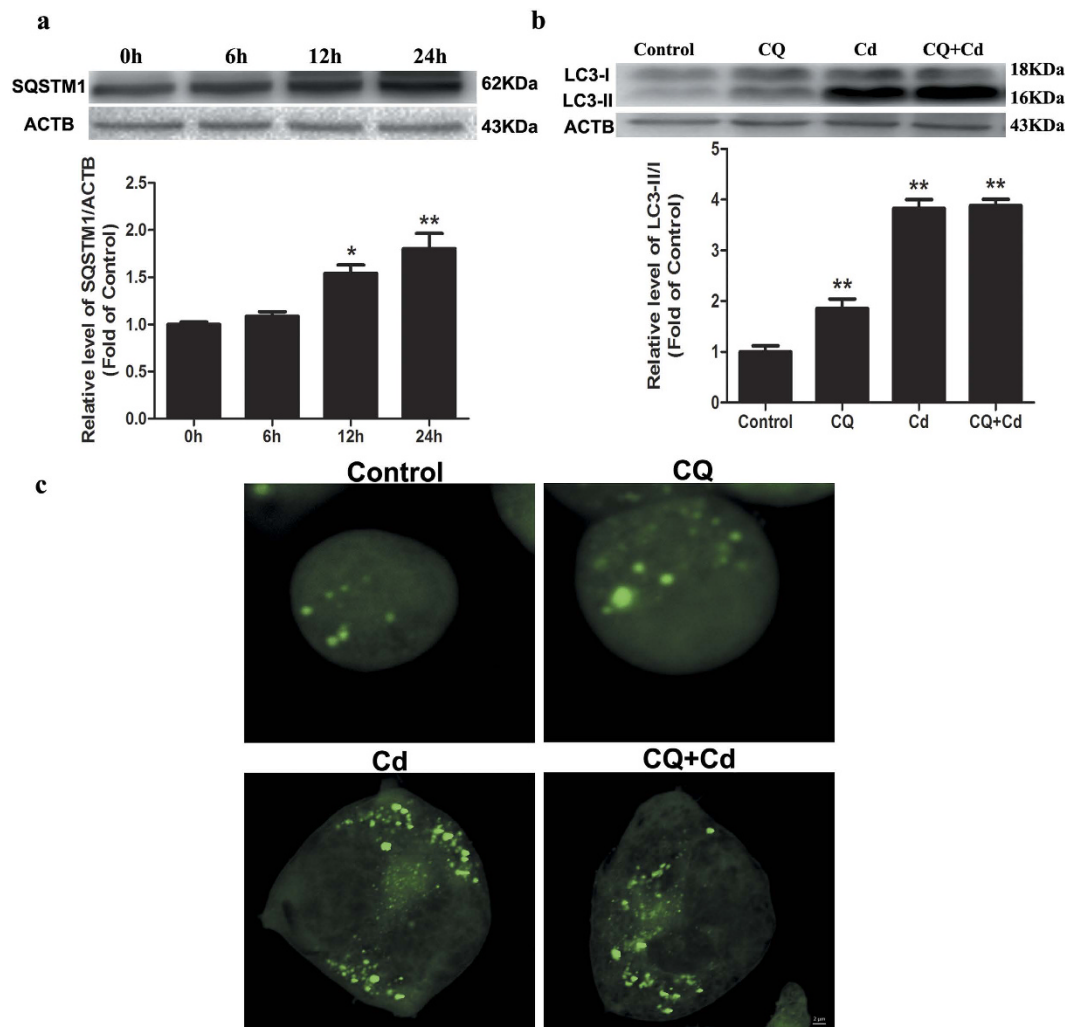 a
0h 6h 12h 24h
SQSTM1 62KDa
ACTB 43KDa
Relative level of SQSTM1/ACTB
(Fold of Control)
2.5
2.0
1.5
1.0
0.5
0.0
*
**
0h 6h 12h 24h
b
Control CQ Cd CQ+Cd
LC3-I 18KDa
LC3-II 16KDa
ACTB 43KDa
Relative level of LC3-II/I
(Fold of Control)
5
4
3
2
1
0
**
** **
Control CQ Cd CQ+Cd
c
Control CQ
Cd CQ+Cd
2 μm